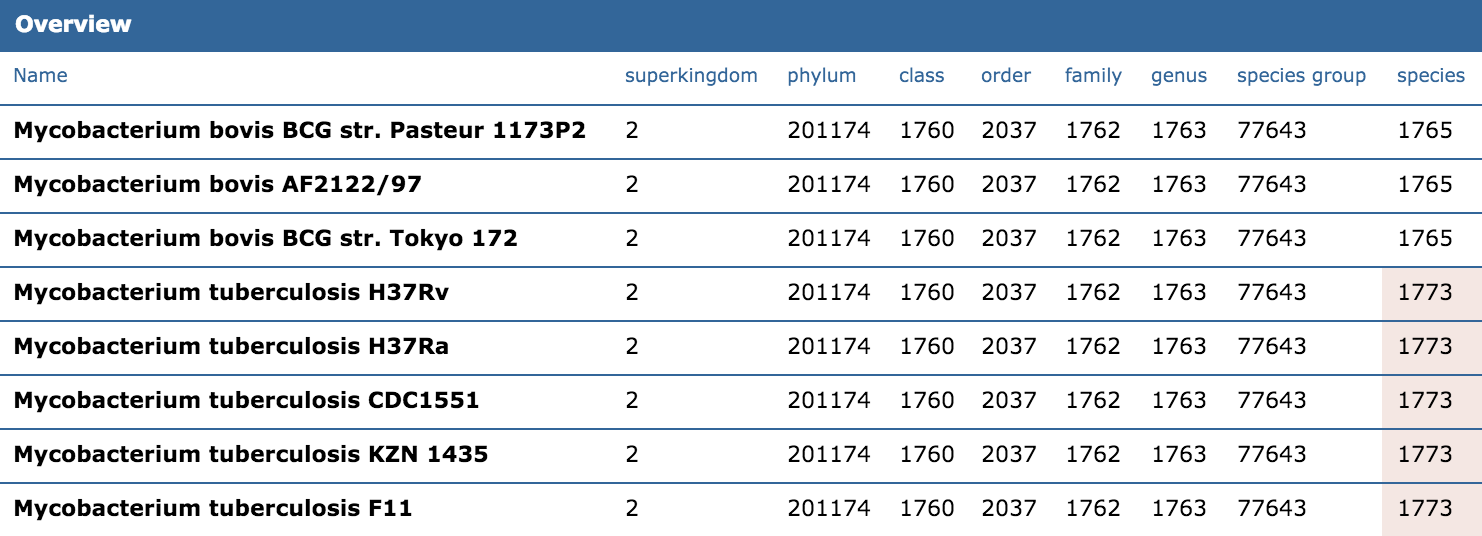 Overview
Name superkingdom phylum class order family genus species group species
Mycobacterium bovis BCG str. Pasteur 1173P2 2 201174 1760 2037 1762 1763 77643 1765
Mycobacterium bovis AF2122/97 2 201174 1760 2037 1762 1763 77643 1765
Mycobacterium bovis BCG str. Tokyo 172 2 201174 1760 2037 1762 1763 77643 1765
Mycobacterium tuberculosis H37Rv 2 201174 1760 2037 1762 1763 77643 1773
Mycobacterium tuberculosis H37Ra 2 201174 1760 2037 1762 1763 77643 1773
Mycobacterium tuberculosis CDC1551 2 201174 1760 2037 1762 1763 77643 1773
Mycobacterium tuberculosis KZN 1435 2 201174 1760 2037 1762 1763 77643 1773
Mycobacterium tuberculosis F11 2 201174 1760 2037 1762 1763 77643 1773